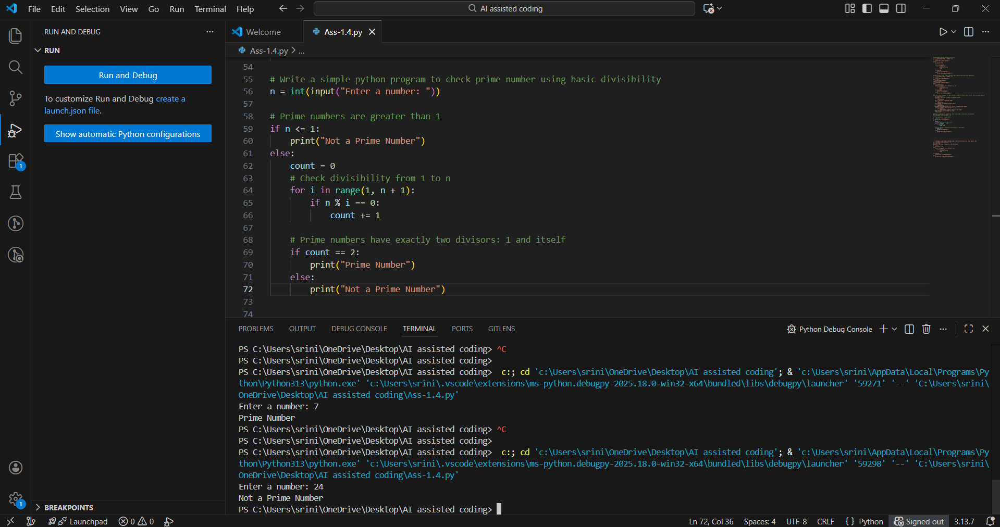 File Edit Selection View Go Run Terminal Help
AI assisted coding
RUN AND DEBUG
RUN
Run and Debug
To customize Run and Debug create a
launch.json file.
Show automatic Python configurations
1
1
BREAKPOINTS
Welcome
Ass-1.4.py
Ass-1.4.py > ...
54
55 # Write a simple python program to check prime number using basic divisibility
56 n = int(input("Enter a number: "))
57
58 # Prime numbers are greater than 1
59 if n <= 1:
60 print("Not a Prime Number")
61 else:
62 count = 0
63 # Check divisibility from 1 to n
64 for i in range(1, n + 1):
65 if n % i == 0:
66 count += 1
67
68 # Prime numbers have exactly two divisors: 1 and itself
69 if count == 2:
70 print("Prime Number")
71 else:
72 print("Not a Prime Number")
73
74
PROBLEMS OUTPUT DEBUG CONSOLE TERMINAL PORTS GITLENS
Python Debug Console
PS C:\Users\srini\OneDrive\Desktop\AI assisted coding> ^C
PS C:\Users\srini\OneDrive\Desktop\AI assisted coding>
PS C:\Users\srini\OneDrive\Desktop\AI assisted coding>  c:; cd 'c:\Users\srini\OneDrive\Desktop\AI assisted coding'; & 'c:\Users\srini\AppData\Local\Programs\Py
thon\Python313\python.exe' 'c:\Users\srini\.vscode\extensions\ms-python.debugpy-2025.18.0-win32-x64\bundled\libs\debugpy\launcher' '59271' '--' 'C:\Users\srini\
OneDrive\Desktop\AI assisted coding\Ass-1.4.py'
Enter a number: 7
Prime Number
PS C:\Users\srini\OneDrive\Desktop\AI assisted coding> ^C
PS C:\Users\srini\OneDrive\Desktop\AI assisted coding>
PS C:\Users\srini\OneDrive\Desktop\AI assisted coding>  c:; cd 'c:\Users\srini\OneDrive\Desktop\AI assisted coding'; & 'c:\Users\srini\AppData\Local\Programs\Py
thon\Python313\python.exe' 'c:\Users\srini\.vscode\extensions\ms-python.debugpy-2025.18.0-win32-x64\bundled\libs\debugpy\launcher' '59298' '--' 'C:\Users\srini\
OneDrive\Desktop\AI assisted coding\Ass-1.4.py'
Enter a number: 24
Not a Prime Number
PS C:\Users\srini\OneDrive\Desktop\AI assisted coding>
Launchpad 0 0 Ln 72, Col 36 Spaces: 4 UTF-8 CRLF { } Python Signed out 3.13.7